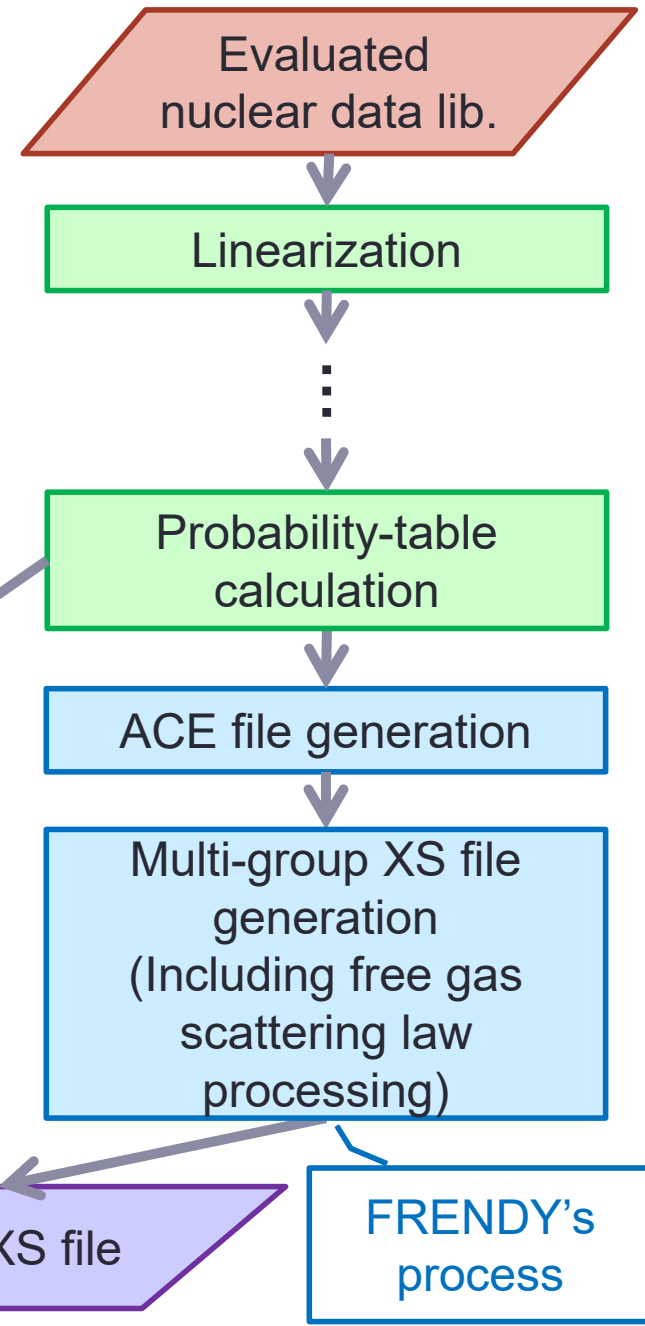 Evaluated
nuclear data lib.
Linearization
⋮
Probability-table
calculation
ACE file generation
Multi-group XS file
generation
(Including free gas
scattering law
processing)
XS file
FRENDY's
process